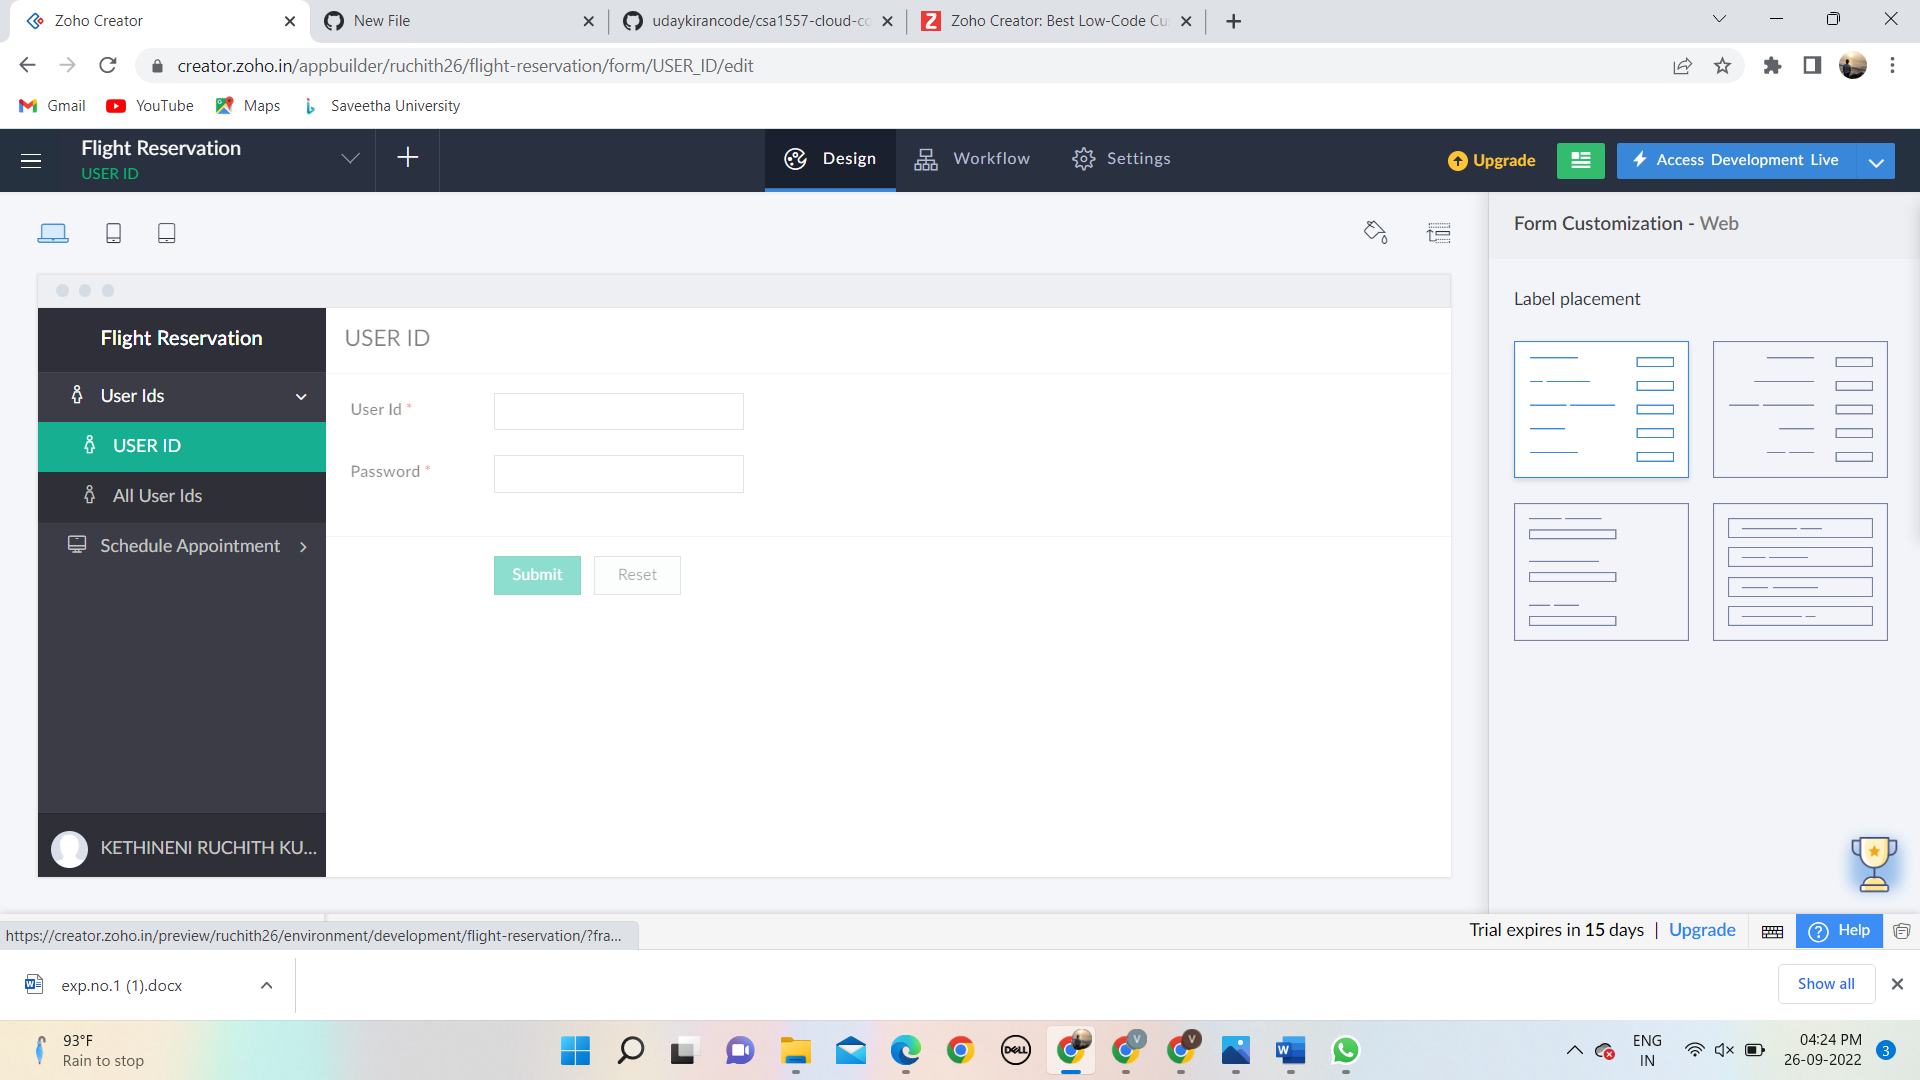 Zoho Creator
New File
udaykirancode/csa1557-cloud-co
Zoho Creator: Best Low-Code Cu
creator.zoho.in/appbuilder/ruchith26/flight-reservation/form/USER_ID/edit
Gmail
YouTube
Maps
Saveetha University
Flight Reservation
USER ID
Design
Workflow
Settings
Upgrade
Access Development Live
Form Customization - Web
Label placement
Flight Reservation
User Ids
USER ID
All User Ids
Schedule Appointment
KETHINENI RUCHITH KU...
USER ID
User Id *
Password *
Submit
Reset
https://creator.zoho.in/preview/ruchith26/environment/development/flight-reservation/?fra...
Trial expires in 15 days | Upgrade
Help
exp.no.1 (1).docx
Show all
93°F
Rain to stop
DELL
V
V
ENG
IN
04:24 PM
26-09-2022
3